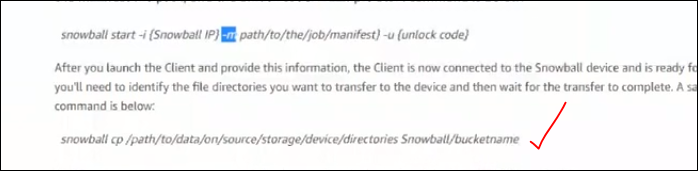 snowball start -i {Snowball IP} -m path/to/the/job/manifest} -u {unlock code}
After you launch the Client and provide this information, the Client is now connected to the Snowball device and is ready fo
you'll need to identify the file directories you want to transfer to the device and then wait for the transfer to complete. A sa
command is below:
snowball cp /path/to/data/on/source/storage/device/directories Snowball/bucketname